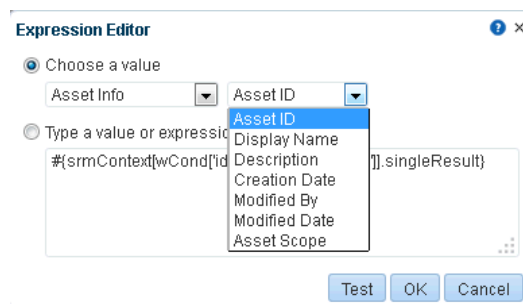 Expression Editor
Choose a value
Asset Info Asset ID
Asset ID
Display Name
Description
Creation Date
Modified By
Modified Date
Asset Scope
Type a value or expressio
#{srmContext[wCond['id ']].singleResult}
Test OK Cancel